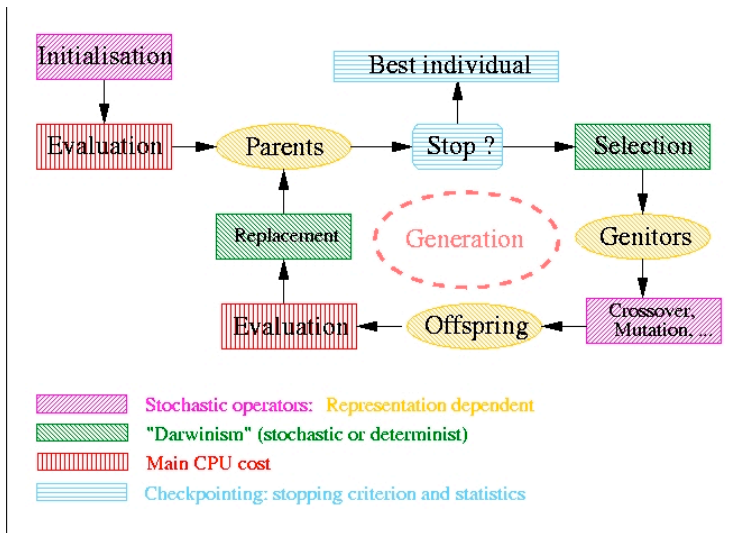 Initialisation
Best individual
Evaluation
Parents
Stop ?
Selection
Replacement
Generation
Genitors
Evaluation
Offspring
Crossover,
Mutation, ...
Stochastic operators: Representation dependent
"Darwinism" (stochastic or determinist)
Main CPU cost
Checkpointing: stopping criterion and statistics